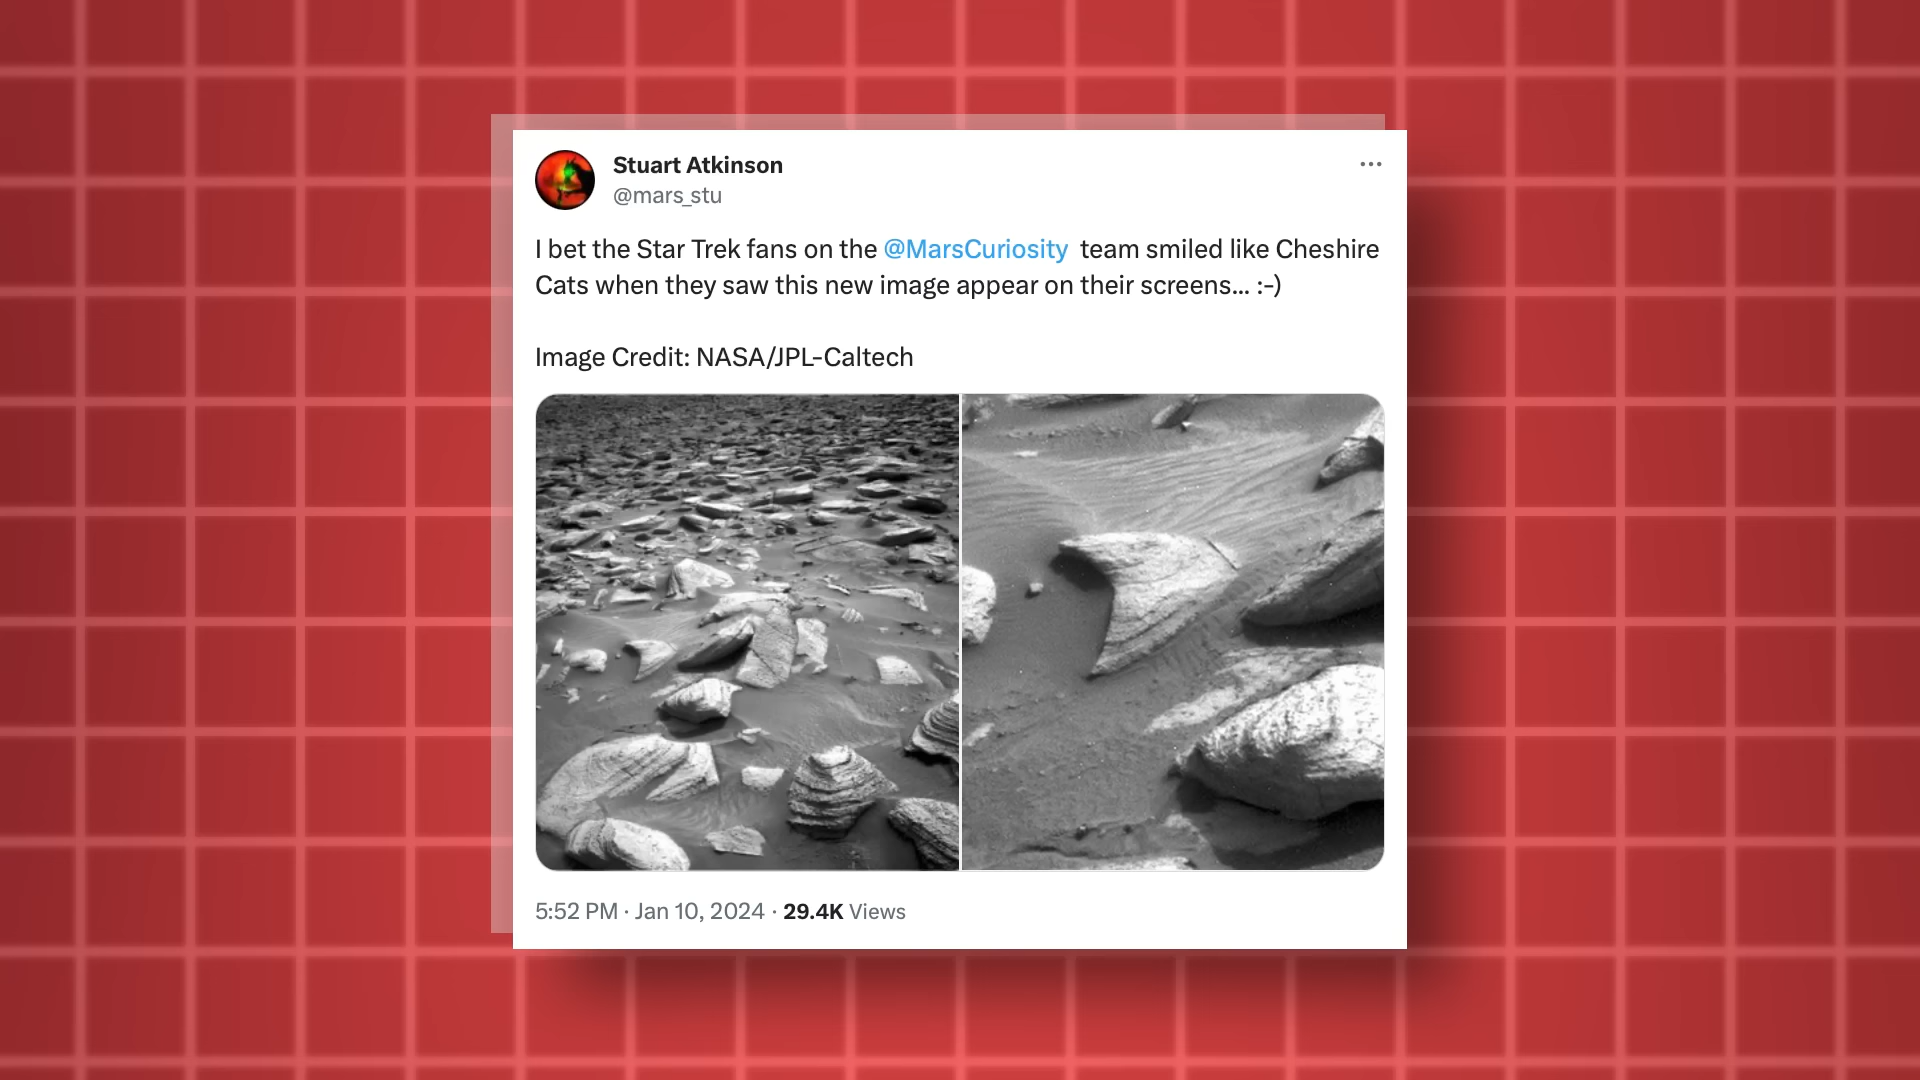 Stuart Atkinson
@mars_stu
I bet the Star Trek fans on the @MarsCuriosity team smiled like Cheshire
Cats when they saw this new image appear on their screens... :-)
Image Credit: NASA/JPL-Caltech
5:52 PM · Jan 10, 2024 · 29.4K Views